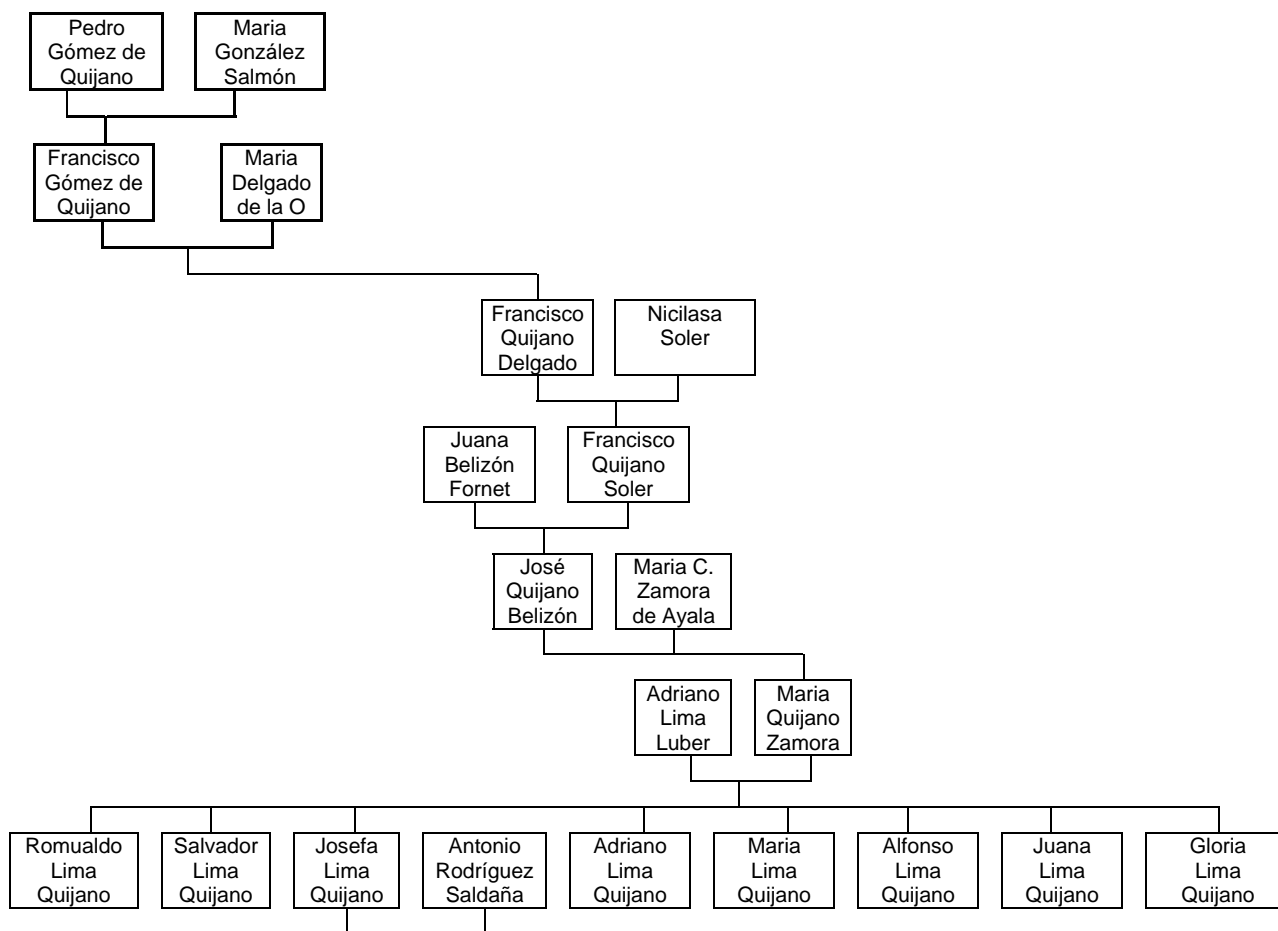 Pedro
Gómez de
Quijano
Maria
González
Salmón
Francisco
Gómez de
Quijano
Maria
Delgado
de la O
Francisco
Quijano
Delgado
Nicilasa
Soler
Juana
Belizón
Fornet
Francisco
Quijano
Soler
José
Quijano
Belizón
Maria C.
Zamora
de Ayala
Adriano
Lima
Luber
Maria
Quijano
Zamora
Romualdo
Lima
Quijano
Salvador
Lima
Quijano
Josefa
Lima
Quijano
Antonio
Rodríguez
Saldaña
Adriano
Lima
Quijano
Maria
Lima
Quijano
Alfonso
Lima
Quijano
Juana
Lima
Quijano
Gloria
Lima
Quijano